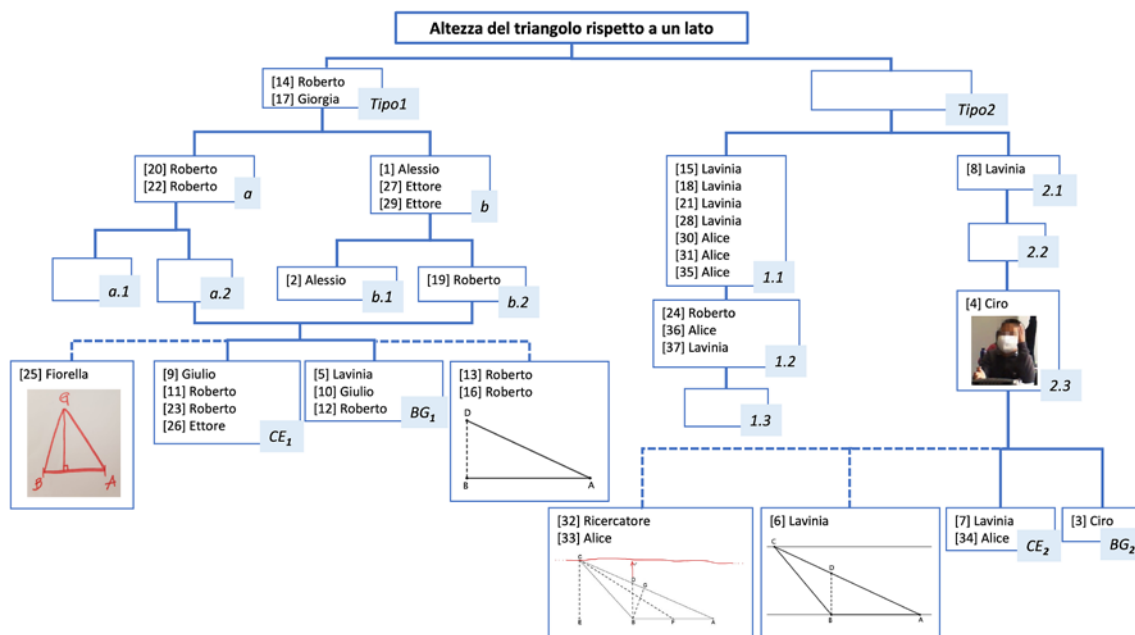 Altezza del triangolo rispetto a un lato
[14] Roberto
[17] Giorgia
Tipo1
Tipo2
[20] Roberto
[22] Roberto
a
[1] Alessio
[27] Ettore
[29] Ettore
b
[15] Lavinia
[18] Lavinia
[21] Lavinia
[28] Lavinia
[30] Alice
[31] Alice
[35] Alice
1.1
[8] Lavinia
2.1
2.2
a.1
a.2
[2] Alessio
b.1
[19] Roberto
b.2
[24] Roberto
[36] Alice
[37] Lavinia
1.2
[4] Ciro
2.3
1.3
[25] Fiorella
B
A
[9] Giulio
[11] Roberto
[23] Roberto
[26] Ettore
CE1
[5] Lavinia
[10] Giulio
[12] Roberto
BG1
[13] Roberto
[16] Roberto
D
B
A
[32] Ricercatore
[33] Alice
C
E
B
F
A
[6] Lavinia
C
D
B
A
[7] Lavinia
[34] Alice
CE2
[3] Ciro
BG2